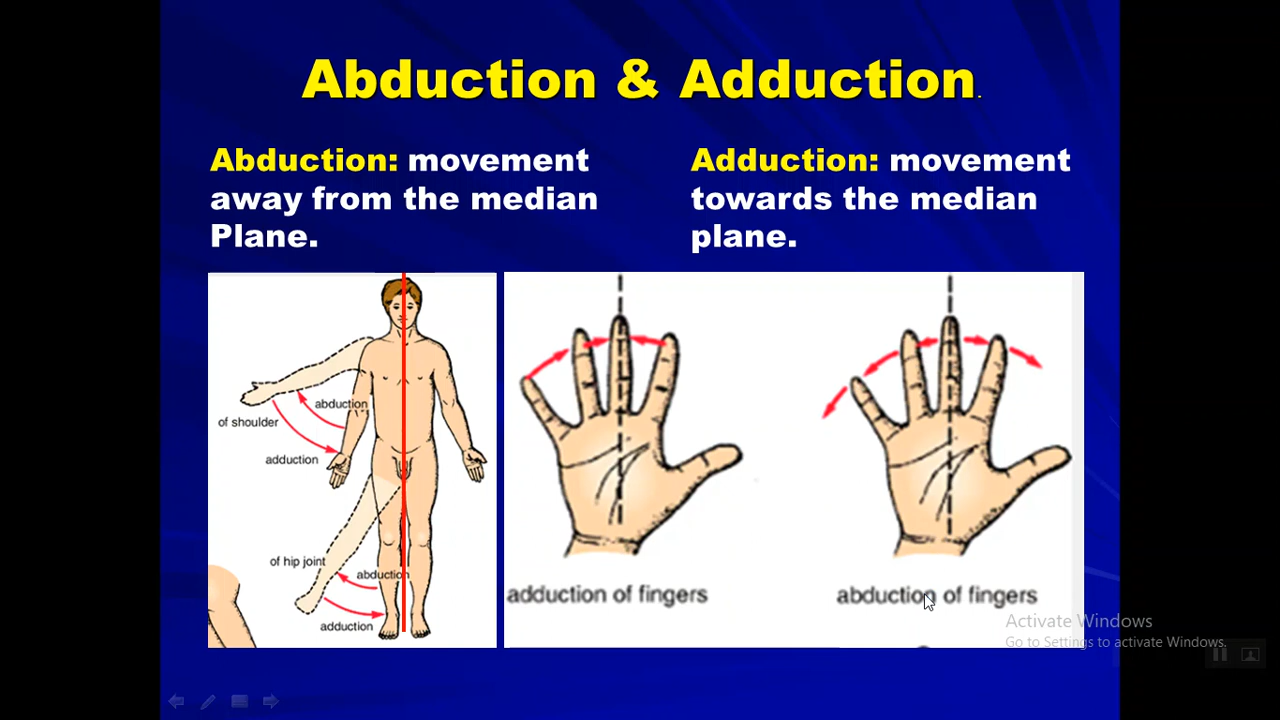 Abduction & Adduction.
Abduction: movement
away from the median
Plane.
Adduction: movement
towards the median
plane.
abduction
of shoulder
adduction
of hip joint
abduction
adduction
adduction of fingers
abduction of fingers
Activate Windows
Go to Settings to activate Windows.